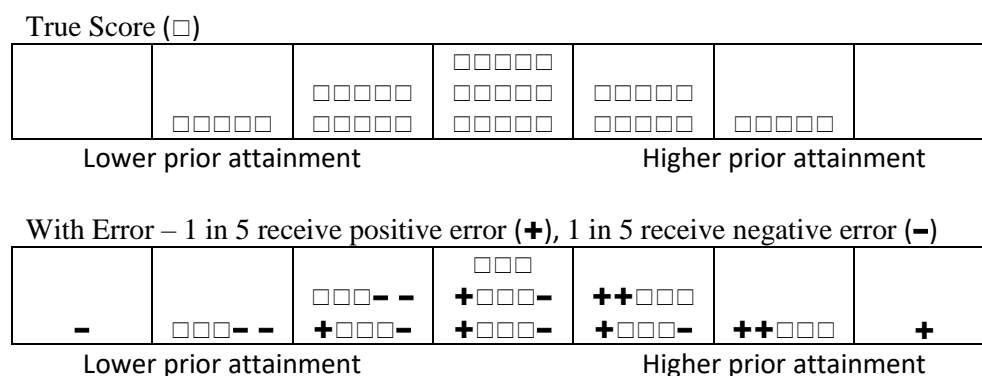 True Score (□)
□□□□□
□□□□□ □□□□□ □□□□□
□□□□□ □□□□□ □□□□□ □□□□□ □□□□□
Lower prior attainment Higher prior attainment
With Error – 1 in 5 receive positive error (+), 1 in 5 receive negative error (–)
□□□
□□□– – +□□□– ++□□□
– □□□– – +□□□– +□□□– +□□□– ++□□□ +
Lower prior attainment Higher prior attainment